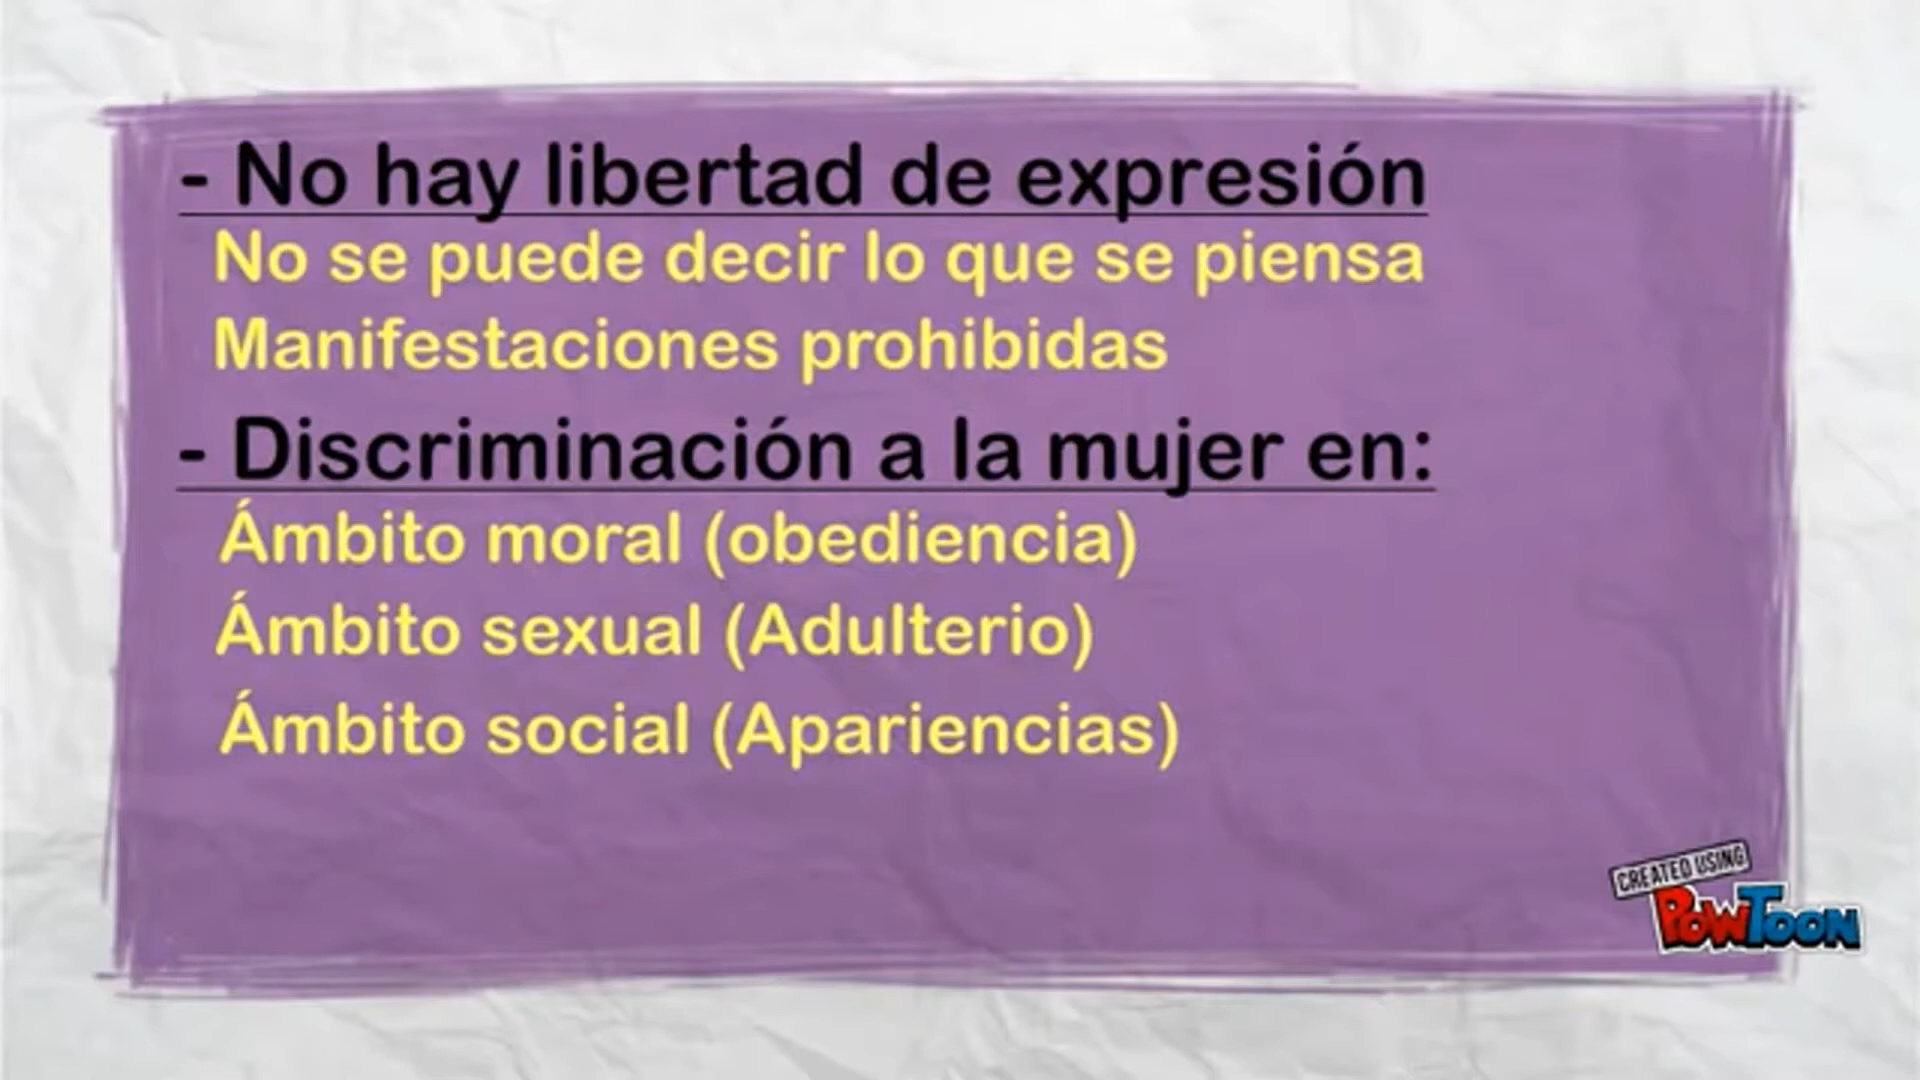 - No hay libertad de expresión
No se puede decir lo que se piensa
Manifestaciones prohibidas
- Discriminación a la mujer en:
Ámbito moral (obediencia)
Ámbito sexual (Adulterio)
Ámbito social (Apariencias)
CREATED USING
POWTOON